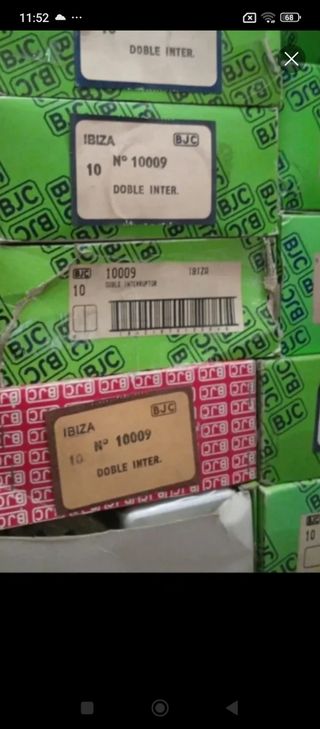 11:52
68
DOBLE INTER.
IBIZA BJC
10 Nº 10009
DOBLE INTER.
BJC 10009 IBIZA
10 DOBLE INTERRUPTOR
IBIZA BJC
10 Nº 10009
DOBLE INTER.
BJC
10